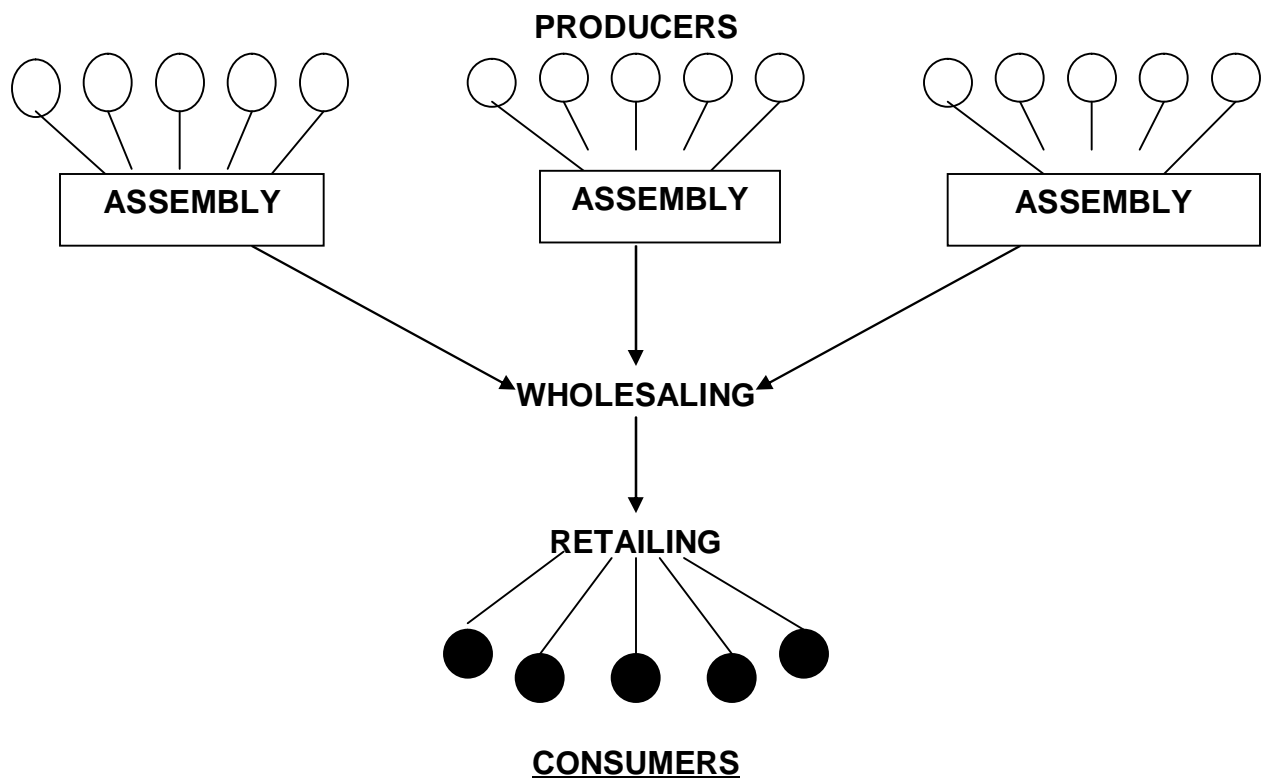 PRODUCERS
ASSEMBLY
ASSEMBLY
ASSEMBLY
WHOLESALING
RETAILING
CONSUMERS